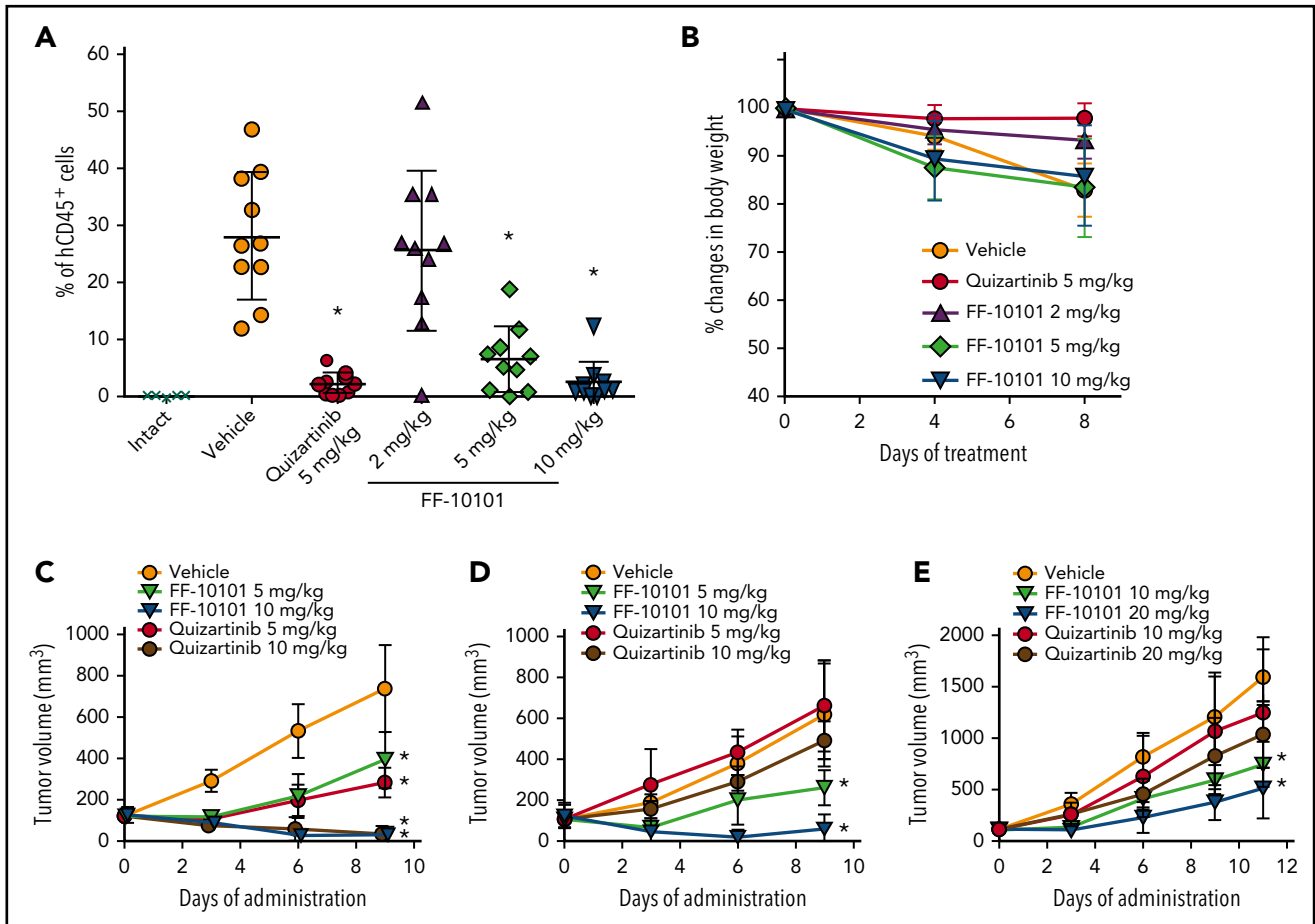 A
% of hCD45+ cells
60
50
40
30
20
10
0
Intact
Vehicle
Quizartinib
5 mg/kg
2 mg/kg
5 mg/kg
10 mg/kg
FF-10101
*
*
*
B
% changes in body weight
100
90
80
70
60
50
40
0
4
8
Days of treatment
Vehicle
Quizartinib 5 mg/kg
FF-10101 2 mg/kg
FF-10101 5 mg/kg
FF-10101 10 mg/kg
C
Vehicle
FF-10101 5 mg/kg
FF-10101 10 mg/kg
Quizartinib 5 mg/kg
Quizartinib 10 mg/kg
Tumor volume (mm3)
1000
800
600
400
200
0
0
2
4
6
8
10
Days of administration
*
*
*
*
D
Vehicle
FF-10101 5 mg/kg
FF-10101 10 mg/kg
Quizartinib 5 mg/kg
Quizartinib 10 mg/kg
Tumor volume (mm3)
1000
800
600
400
200
0
0
2
4
6
8
10
Days of administration
*
*
E
Vehicle
FF-10101 10 mg/kg
FF-10101 20 mg/kg
Quizartinib 10 mg/kg
Quizartinib 20 mg/kg
Tumor volume (mm3)
2000
1500
1000
500
0
0
2
4
6
8
10
12
Days of administration
*
*